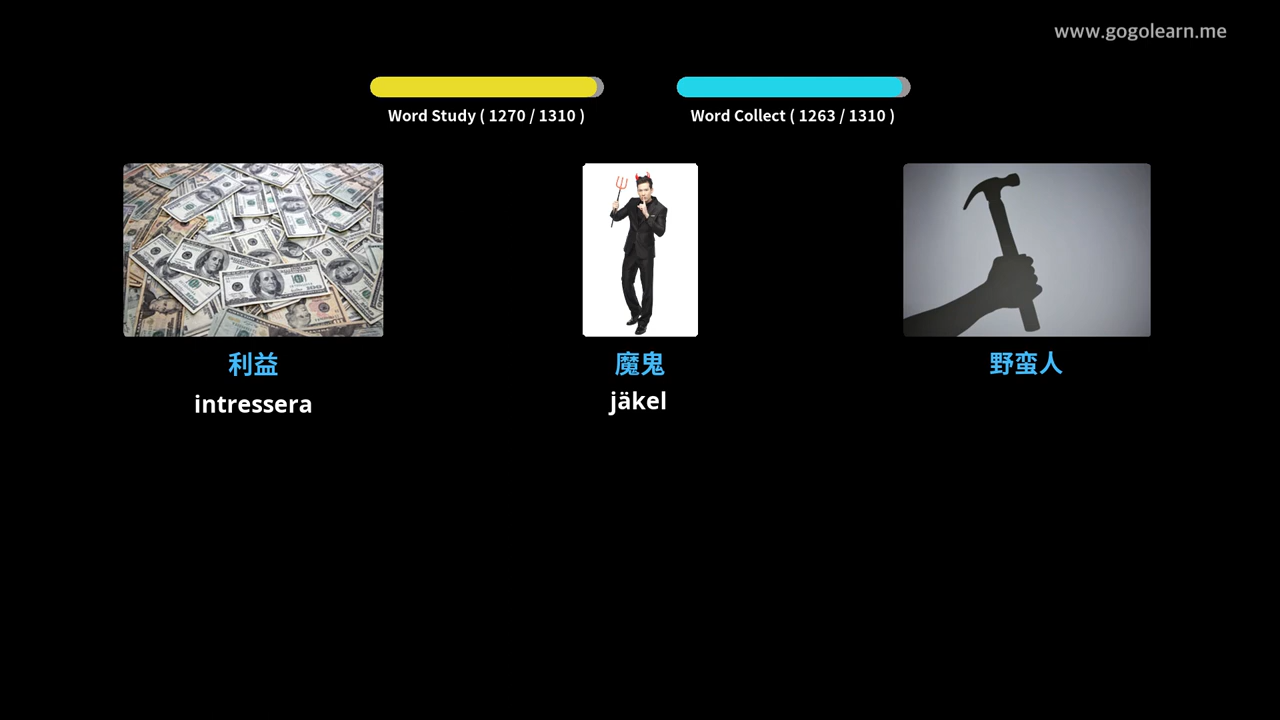 www.gogolearn.me
Word Study ( 1270 / 1310 )
Word Collect ( 1263 / 1310 )
利益
魔鬼
野蛮人
intressera
jäkel